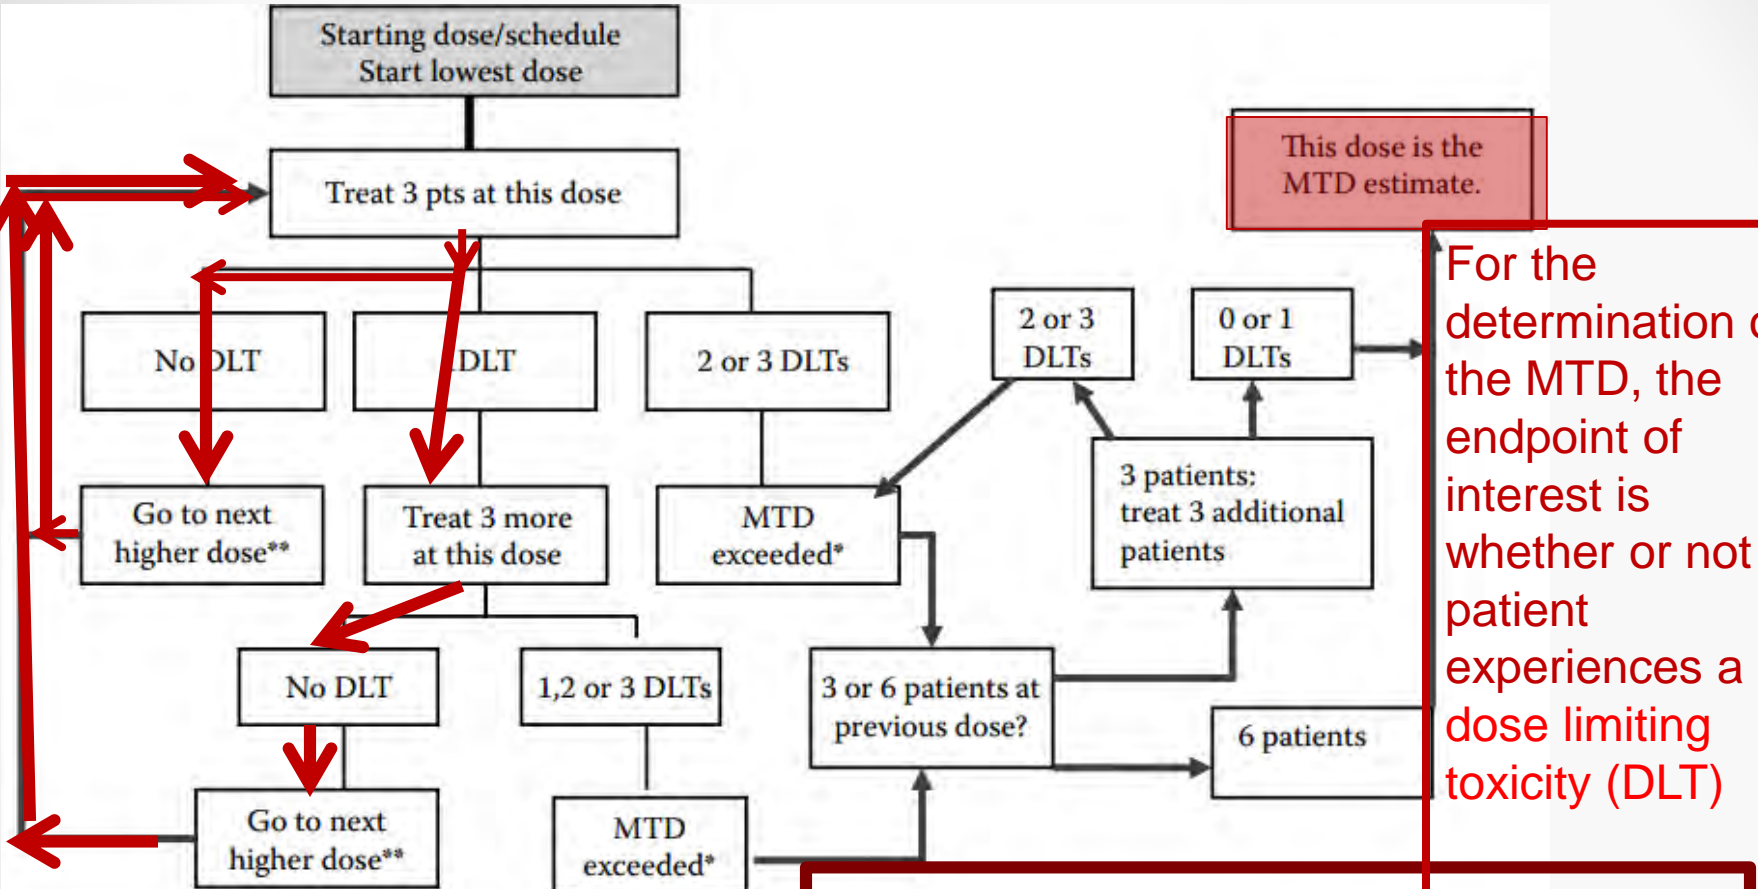 Starting dose/schedule
Start lowest dose
Treat 3 pts at this dose
This dose is the
MTD estimate.
No DLT
DLT
2 or 3 DLTs
2 or 3
DLTs
0 or 1
DLTs
Go to next
higher dose**
Treat 3 more
at this dose
MTD
exceeded*
3 patients:
treat 3 additional
patients
No DLT
1,2 or 3 DLTs
3 or 6 patients at
previous dose?
6 patients
Go to next
higher dose**
MTD
exceeded*
For the
determination
the MTD, the
endpoint of
interest is
whether or not
patient
experiences a
dose limiting
toxicity (DLT)